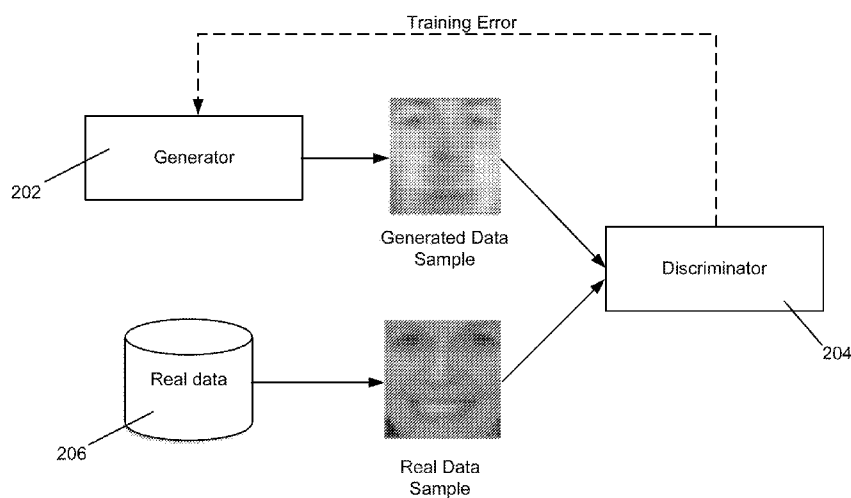 Training Error
Generator
202
Generated Data
Sample
Discriminator
204
Real data
206
Real Data
Sample